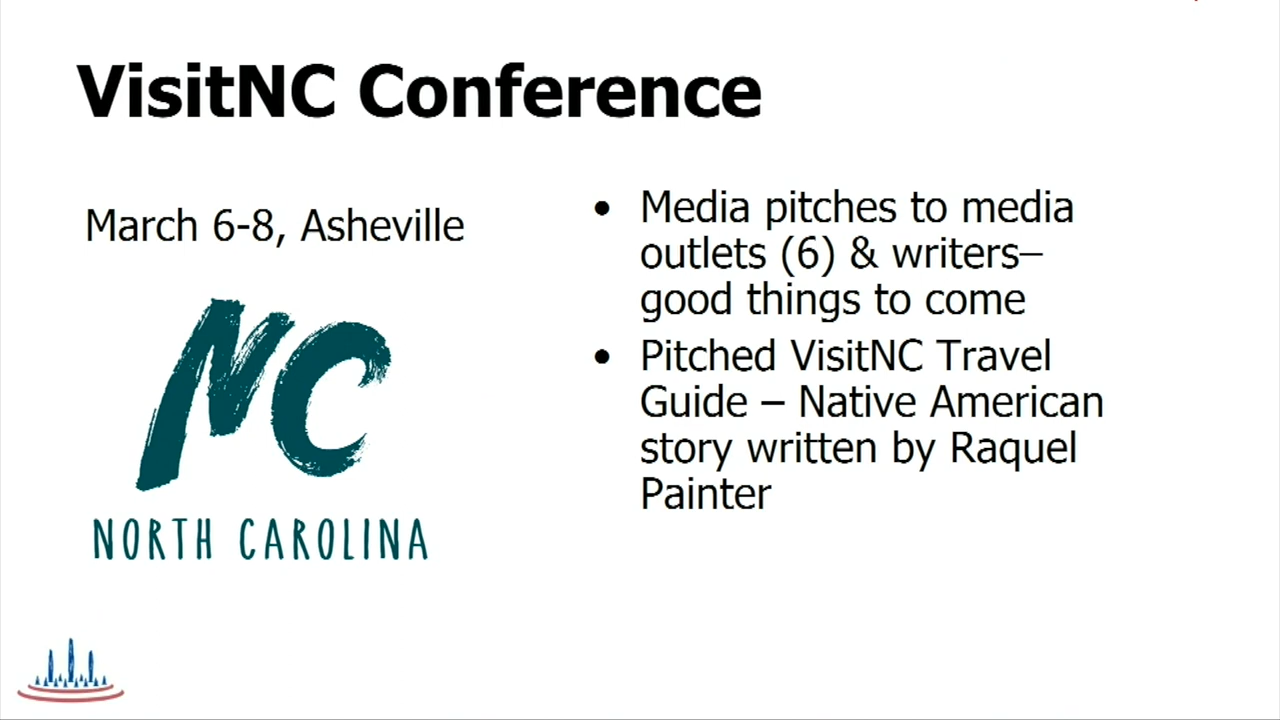 VisitNC Conference
March 6-8, Asheville
NC
NORTH CAROLINA
• Media pitches to media
outlets (6) & writers–
good things to come
• Pitched VisitNC Travel
Guide – Native American
story written by Raquel
Painter